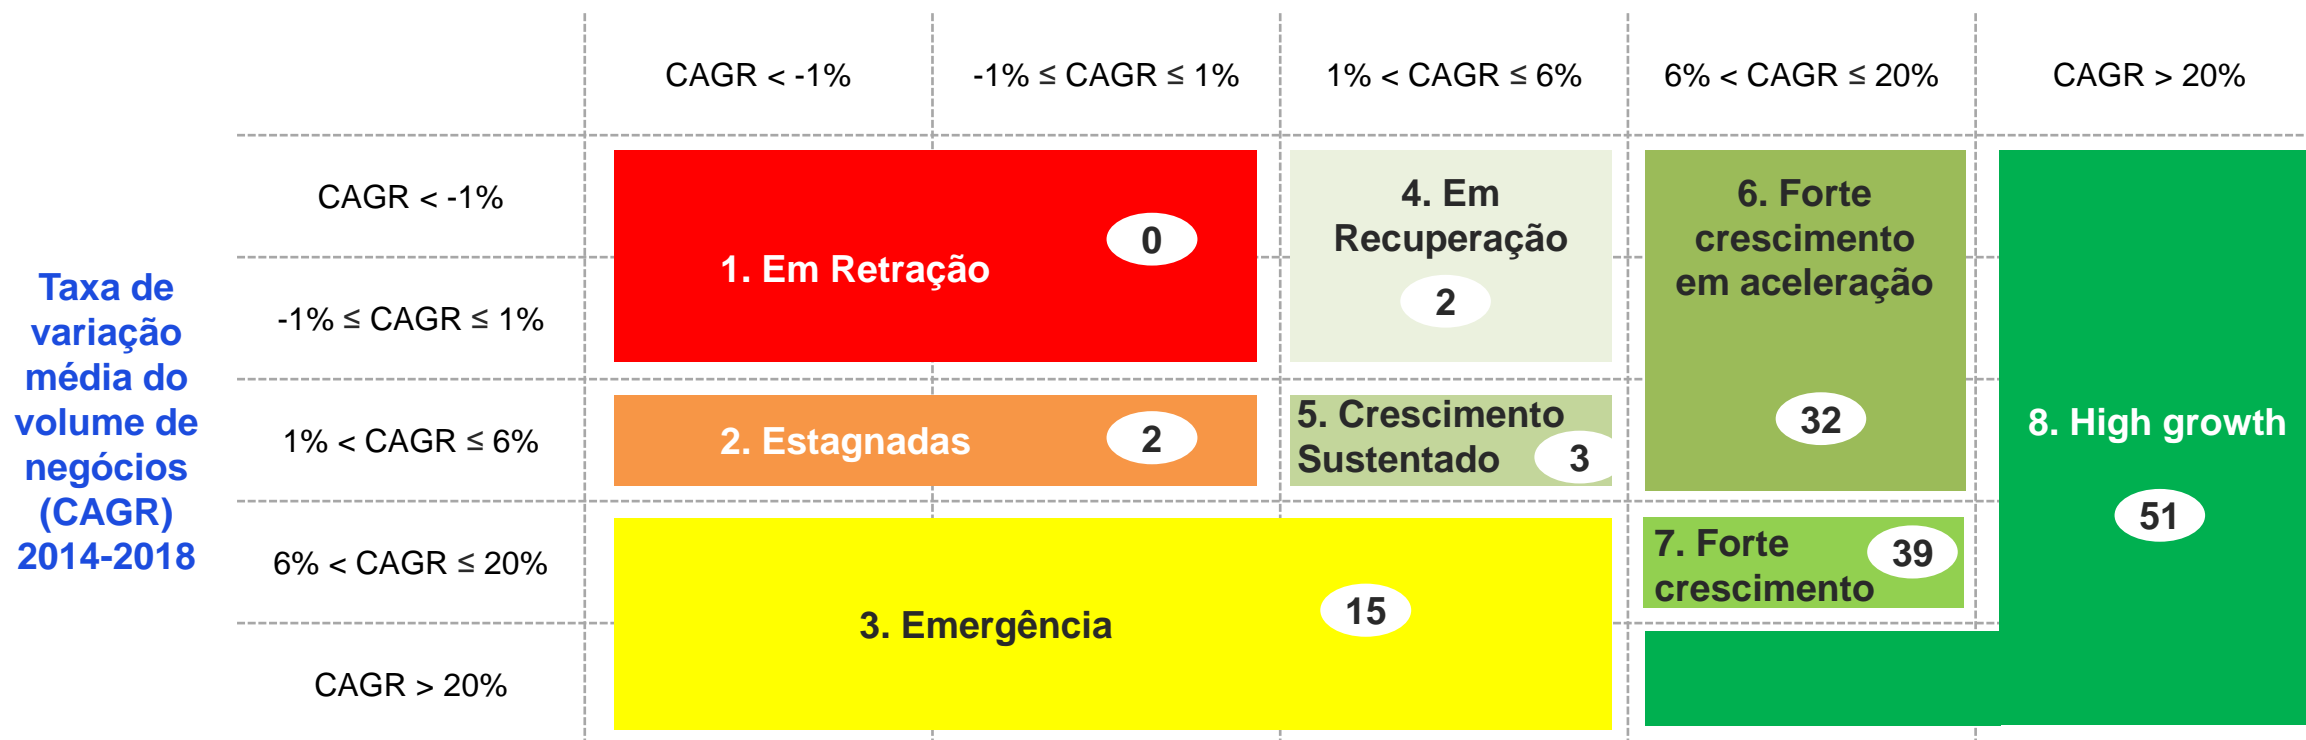 CAGR < -1%
-1% ≤ CAGR ≤ 1%
1% < CAGR ≤ 6%
6% < CAGR ≤ 20%
CAGR > 20%
Taxa de
variação
média do
volume de
negócios
(CAGR)
2014-2018
CAGR < -1%
-1% ≤ CAGR ≤ 1%
1% < CAGR ≤ 6%
6% < CAGR ≤ 20%
CAGR > 20%
1. Em Retração
0
4. Em
Recuperação
2
6. Forte
crescimento
em aceleração
32
2. Estagnadas
2
5. Crescimento
Sustentado
3
8. High growth
51
3. Emergência
15
7. Forte
crescimento
39